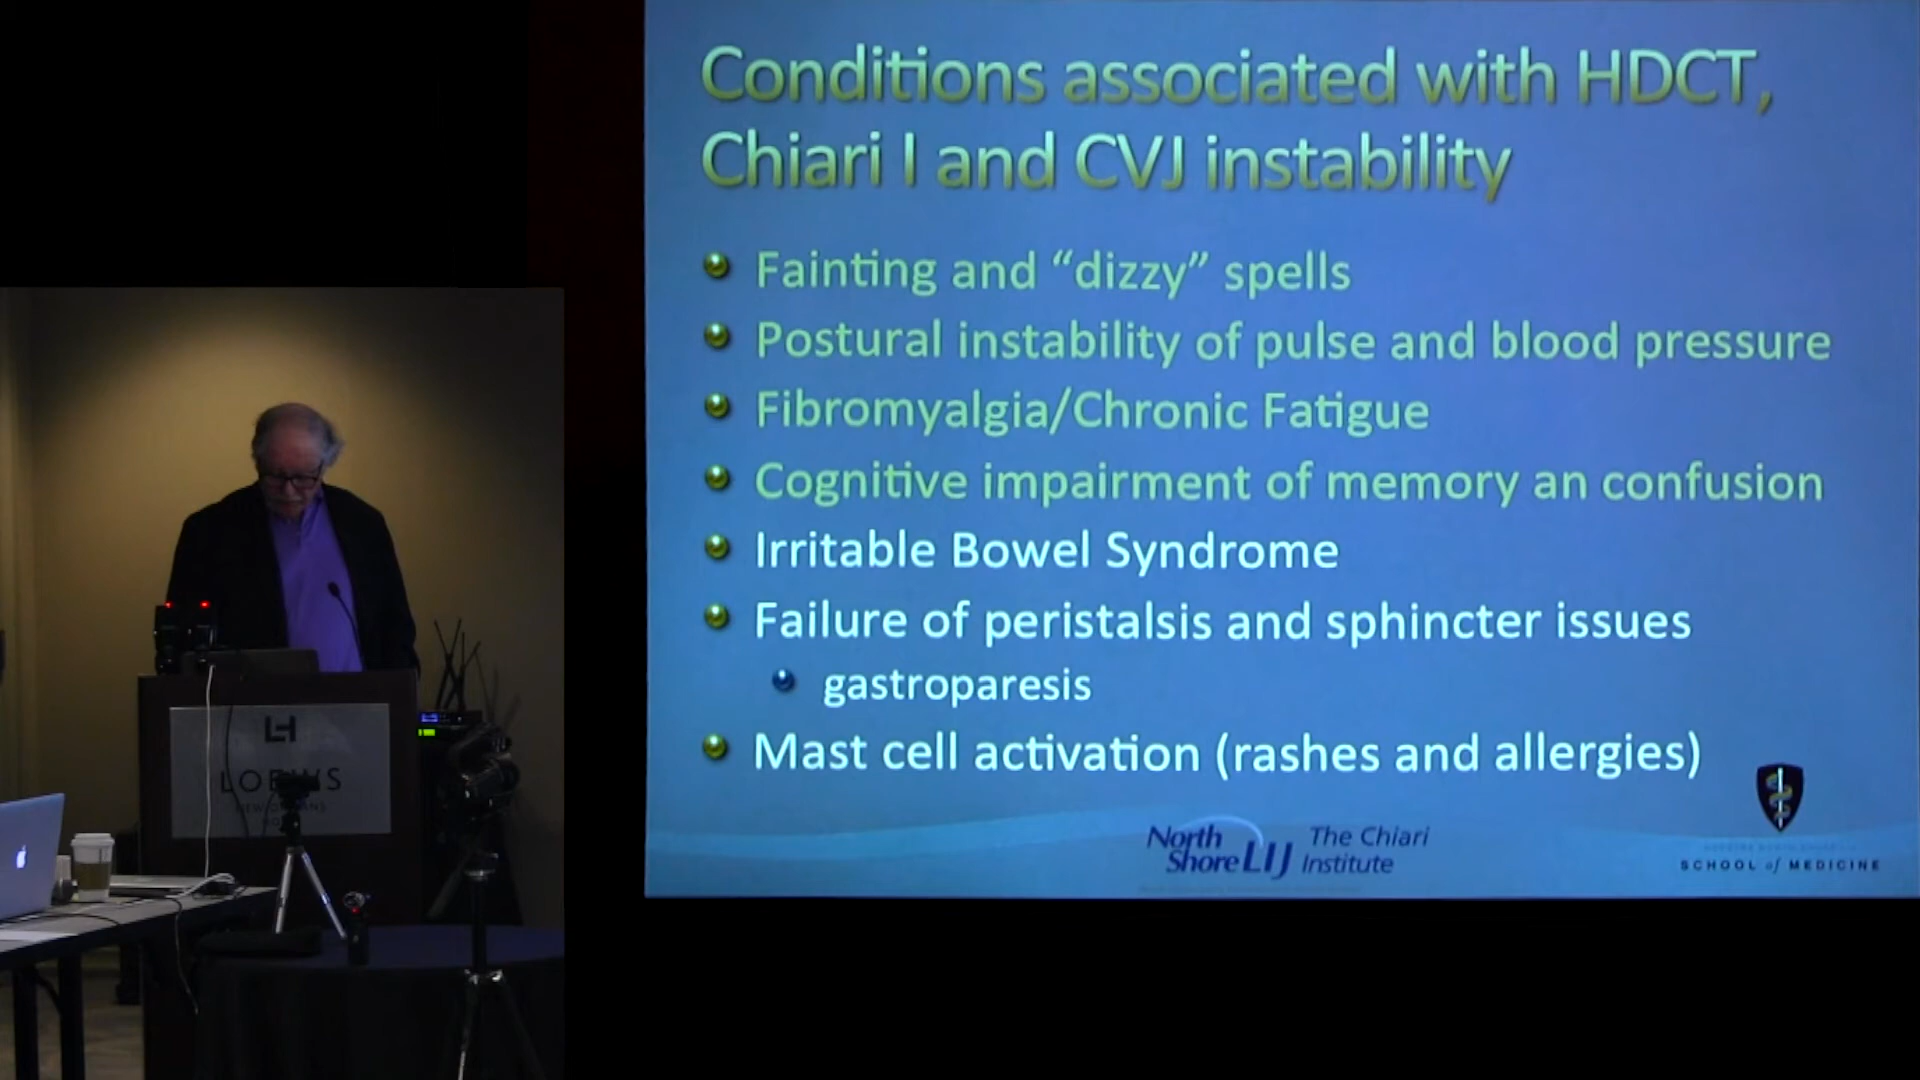 Conditions associated with HDCT,
Chiari I and CVJ instability
Fainting and “dizzy” spells
Postural instability of pulse and blood pressure
Fibromyalgia/Chronic Fatigue
Cognitive impairment of memory an confusion
Irritable Bowel Syndrome
Failure of peristalsis and sphincter issues
gastroparesis
Mast cell activation (rashes and allergies)
North
Shore LIJ
The Chiari
Institute
SCHOOL of MEDICINE
LOEWS